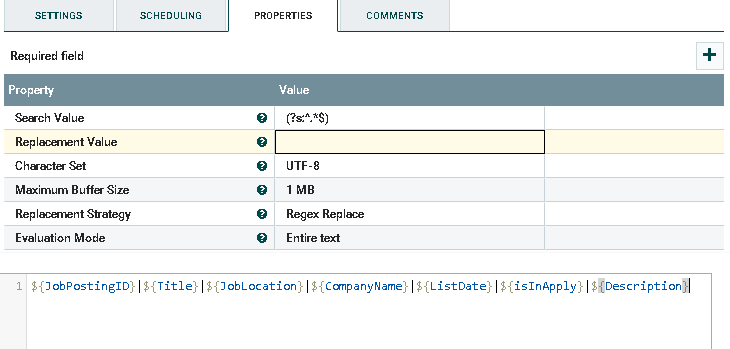 SETTINGS SCHEDULING PROPERTIES COMMENTS
Required field +
Property Value
Search Value ? (?s:^.*$)
Replacement Value ?
Character Set ? UTF-8
Maximum Buffer Size ? 1 MB
Replacement Strategy ? Regex Replace
Evaluation Mode ? Entire text
1 ${JobPostingID}|${Title}|${JobLocation}|${CompanyName}|${ListDate}|${isInApply}|${Description}